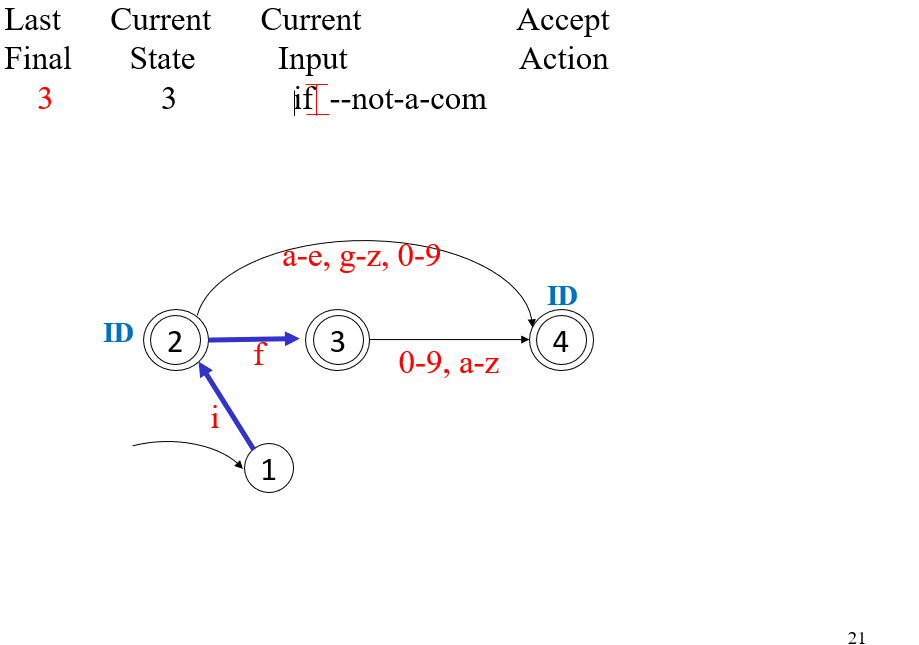 Last Current Current Accept
Final State Input Action
3 3 if --not-a-com
a-e, g-z, 0-9
ID
ID 2 3 4
f 0-9, a-z
i
1
21